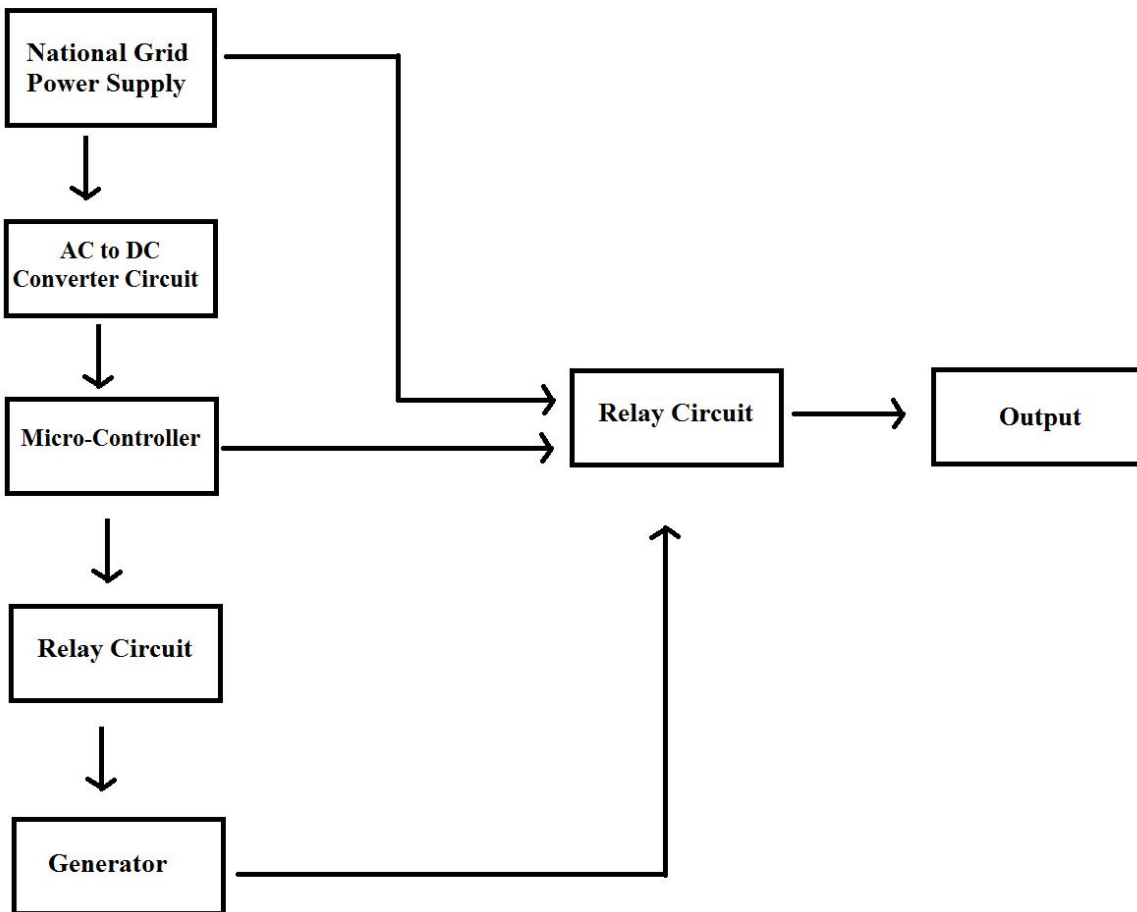 National Grid
Power Supply
AC to DC
Converter Circuit
Micro-Controller
Relay Circuit
Output
Relay Circuit
Generator